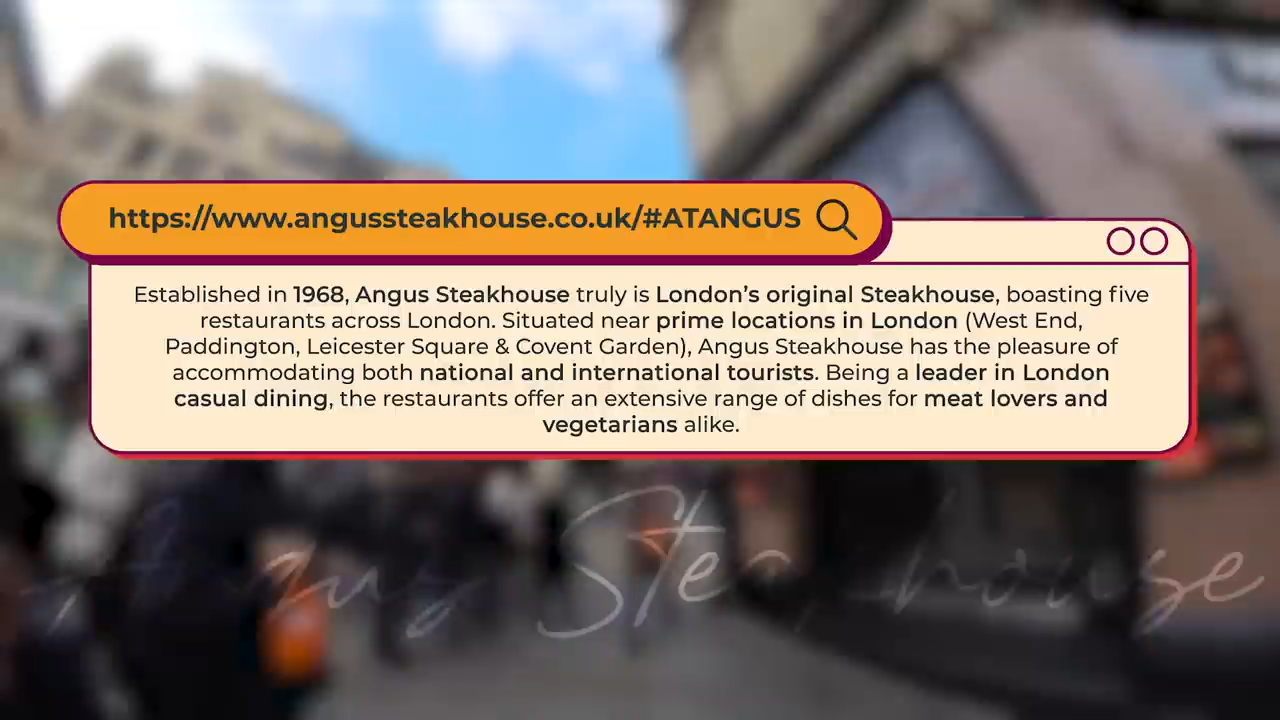 https://www.angussteakhouse.co.uk/#ATANGUS
Established in 1968, Angus Steakhouse truly is London’s original Steakhouse, boasting five
restaurants across London. Situated near prime locations in London (West End,
Paddington, Leicester Square & Covent Garden), Angus Steakhouse has the pleasure of
accommodating both national and international tourists. Being a leader in London
casual dining, the restaurants offer an extensive range of dishes for meat lovers and
vegetarians alike.
Angus Steakhouse